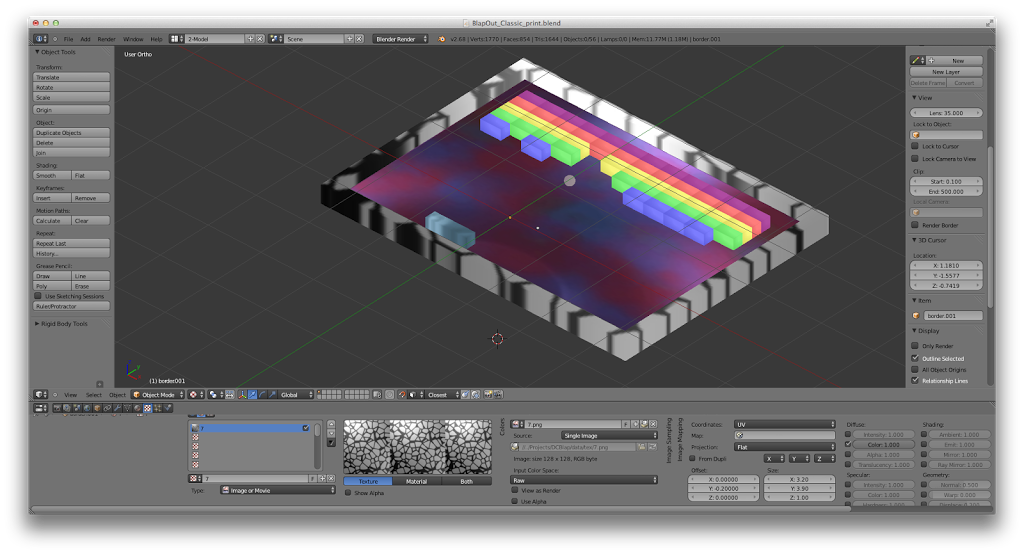 BlapOut_Classic_print.blend
File Add Render Window Help 2-Model Scene Blender Render v2.68 | Verts:1770 | Faces:854 | Tris:1644 | Objects:0/56 | Lamps:0/0 | Mem:11.77M (1.18M) | border.001
Object Tools
Transform:
Translate
Rotate
Scale
Origin
Object:
Duplicate Objects
Delete
Join
Shading:
Smooth Flat
Keyframes:
Insert Remove
Motion Paths:
Calculate Clear
Repeat:
Repeat Last
History...
Grease Pencil:
Draw Line
Poly Erase
Use Sketching Sessions
Ruler/Protractor
Rigid Body Tools
User Ortho
(1) border.001
New
New Layer
Delete Frame Convert
View
Lens: 35.000
Lock to Object:
Lock to Cursor
Lock Camera to View
Clip:
Start: 0.100
End: 500.000
Local Camera:
Render Border
3D Cursor
Location:
X: 1.1810
Y: -1.5577
Z: -0.7419
Item
border.001
Display
Only Render
Outline Selected
All Object Origins
Relationship Lines
View Select Object Object Mode Global Closest
7
7 F
Type: Image or Movie
Texture Material Both
Show Alpha
Colors
7.png F
Source: Single Image
Image: size 128 x 128, RGB byte
Input Color Space:
Raw
View as Render
Use Alpha
Image Sampling
Image Mapping
Coordinates: UV
Map:
Projection: Flat
From Dupli X Y Z
Offset: Size:
X: 0.00000 X: 3.20
Y: -0.20000 Y: 3.90
Z: 0.00000 Z: 1.00
Diffuse: Shading:
Intensity: 1.000 Ambient: 1.000
Color: 1.000 Emit: 1.000
Alpha: 1.000 Mirror: 1.000
Translucency: 1.000 Ray Mirror: 1.000
Specular: Geometry:
Intensity: 1.000 Normal: 0.500
Color: 1.000 Warp: 0.000